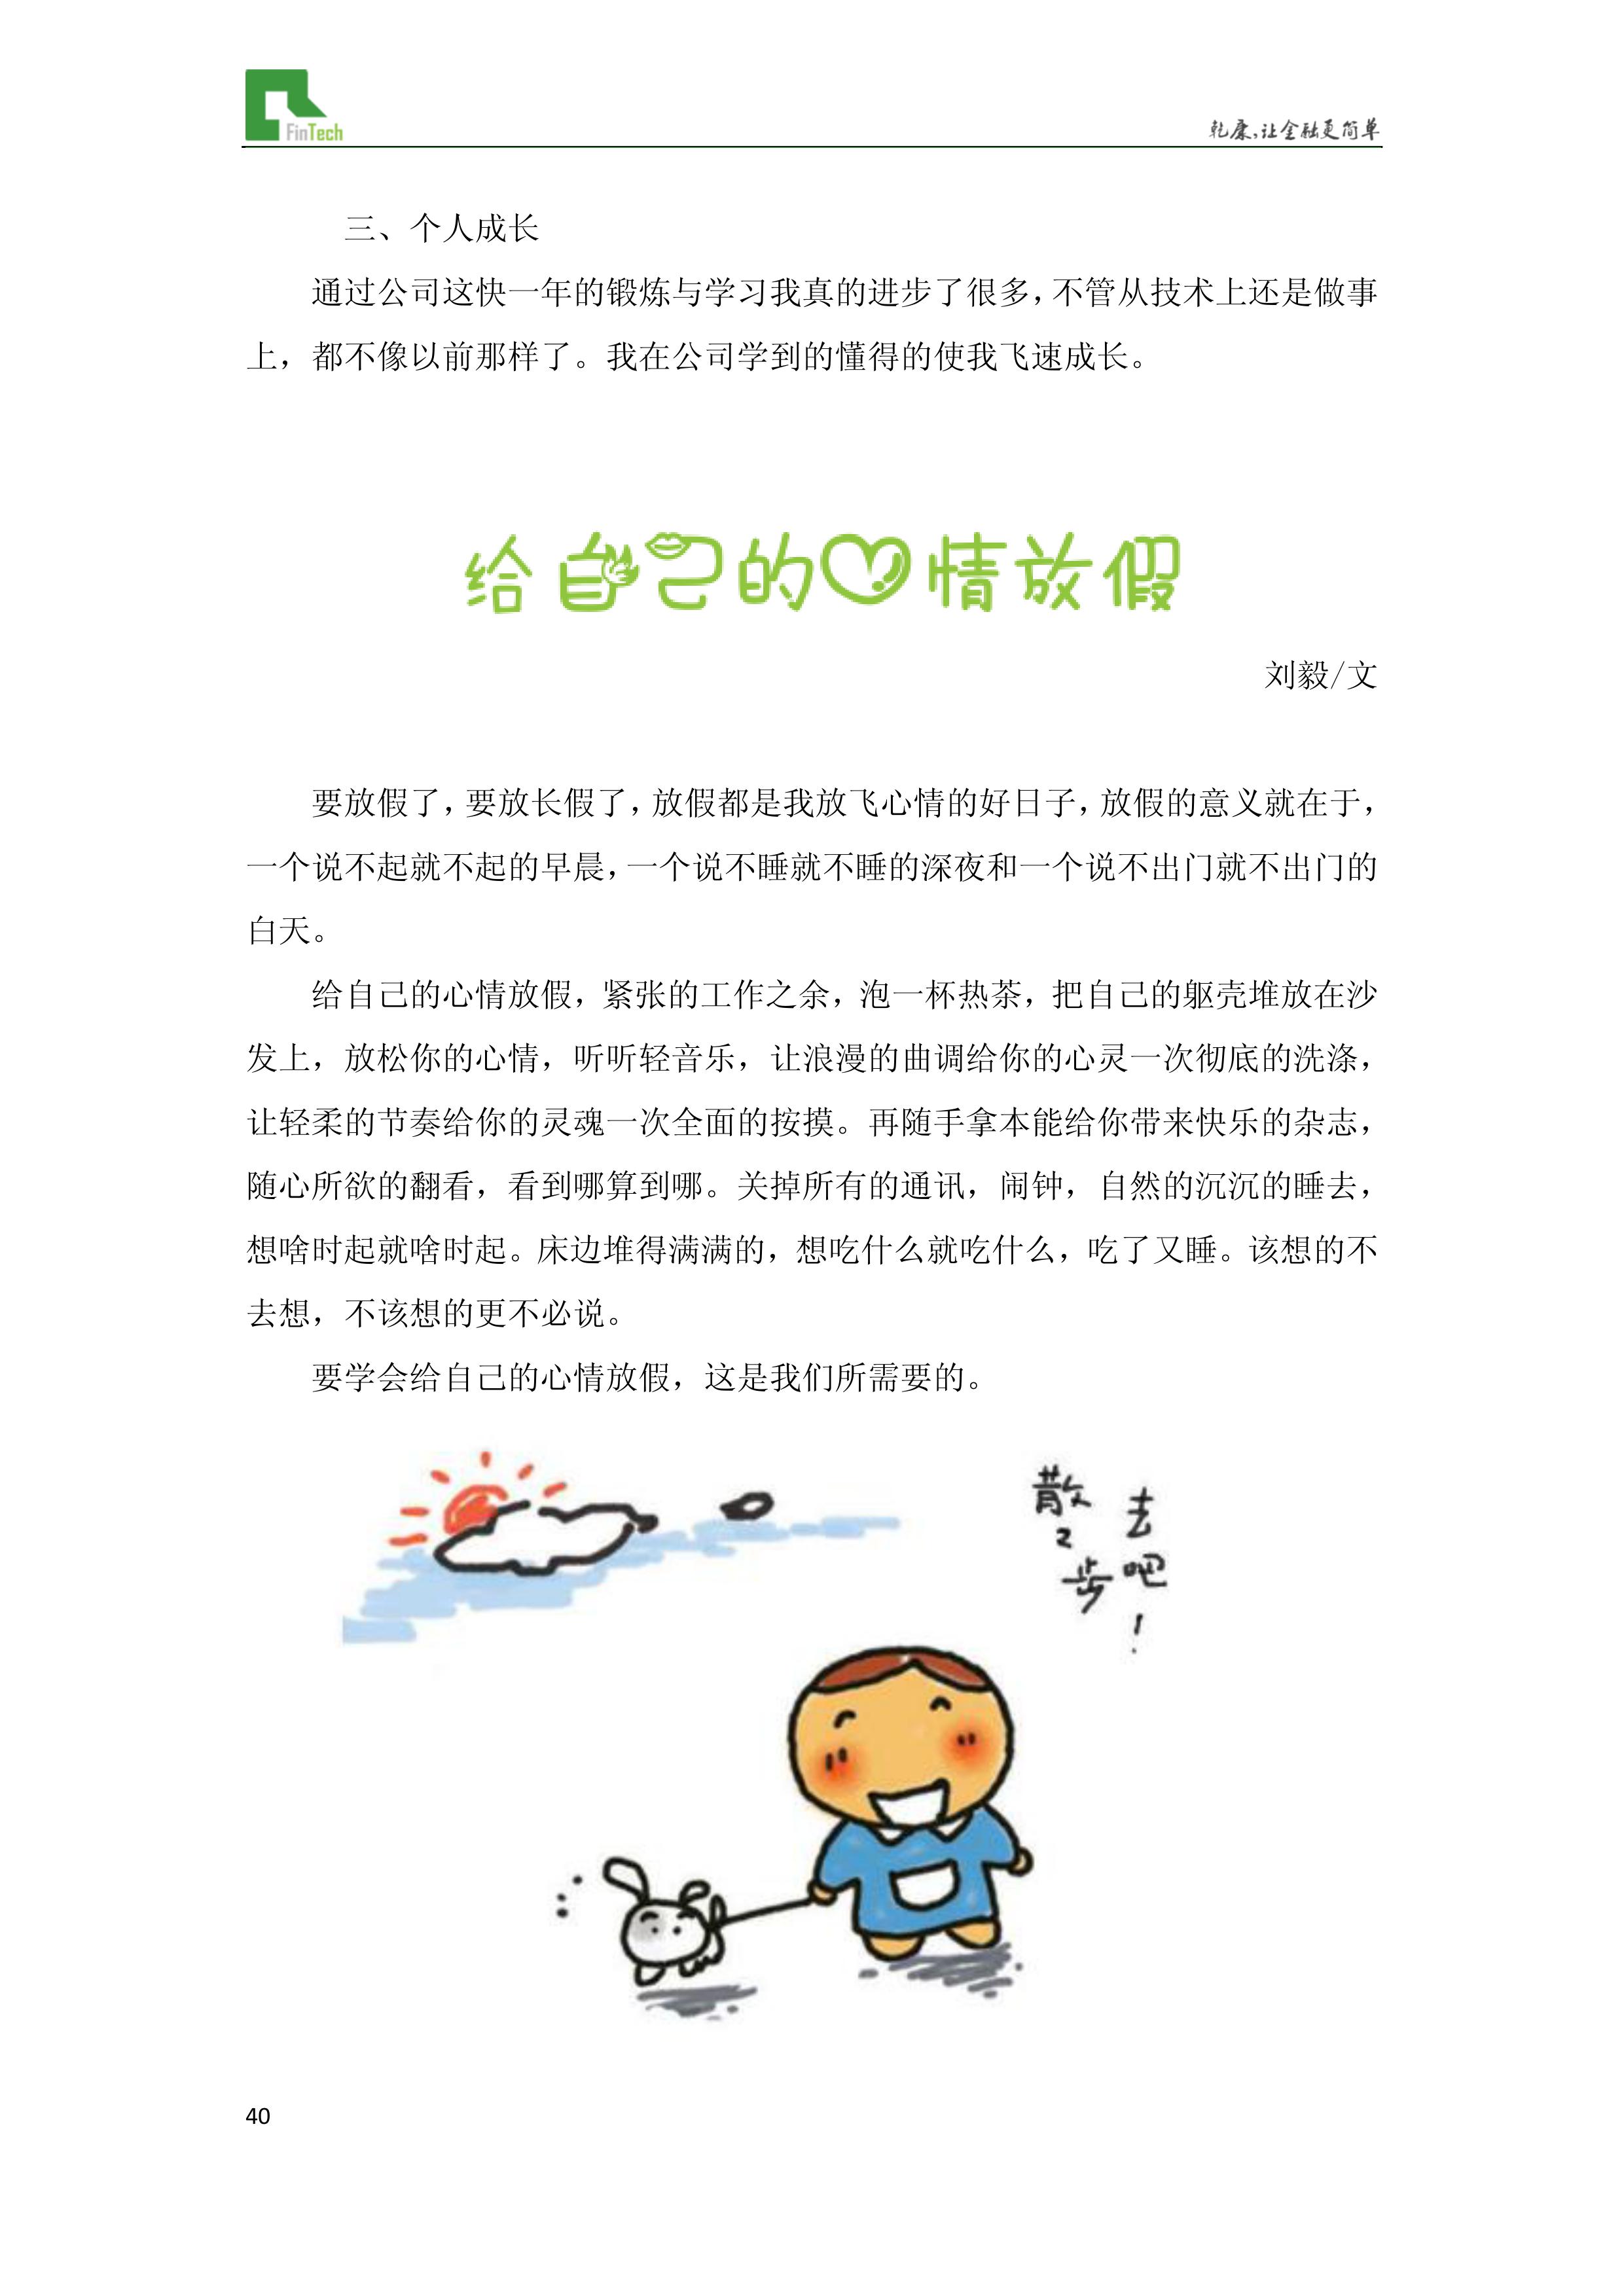 FinTech
乾康,让金融更简单
三、个人成长
通过公司这快一年的锻炼与学习我真的进步了很多,不管从技术上还是做事
上，都不像以前那样了。我在公司学到的懂得的使我飞速成长。
给自己的心情放假
刘毅/文
要放假了,要放长假了,放假都是我放飞心情的好日子,放假的意义就在于，
一个说不起就不起的早晨,一个说不睡就不睡的深夜和一个说不出门就不出门的
白天。
给自己的心情放假，紧张的工作之余，泡一杯热茶，把自己的躯壳堆放在沙
发上，放松你的心情，听听轻音乐，让浪漫的曲调给你的心灵一次彻底的洗涤，
让轻柔的节奏给你的灵魂一次全面的按摸。再随手拿本能给你带来快乐的杂志，
随心所欲的翻看，看到哪算到哪。关掉所有的通讯，闹钟，自然的沉沉的睡去，
想啥时起就啥时起。床边堆得满满的，想吃什么就吃什么，吃了又睡。该想的不
去想，不该想的更不必说。
要学会给自己的心情放假，这是我们所需要的。
散2步
去吧!
40